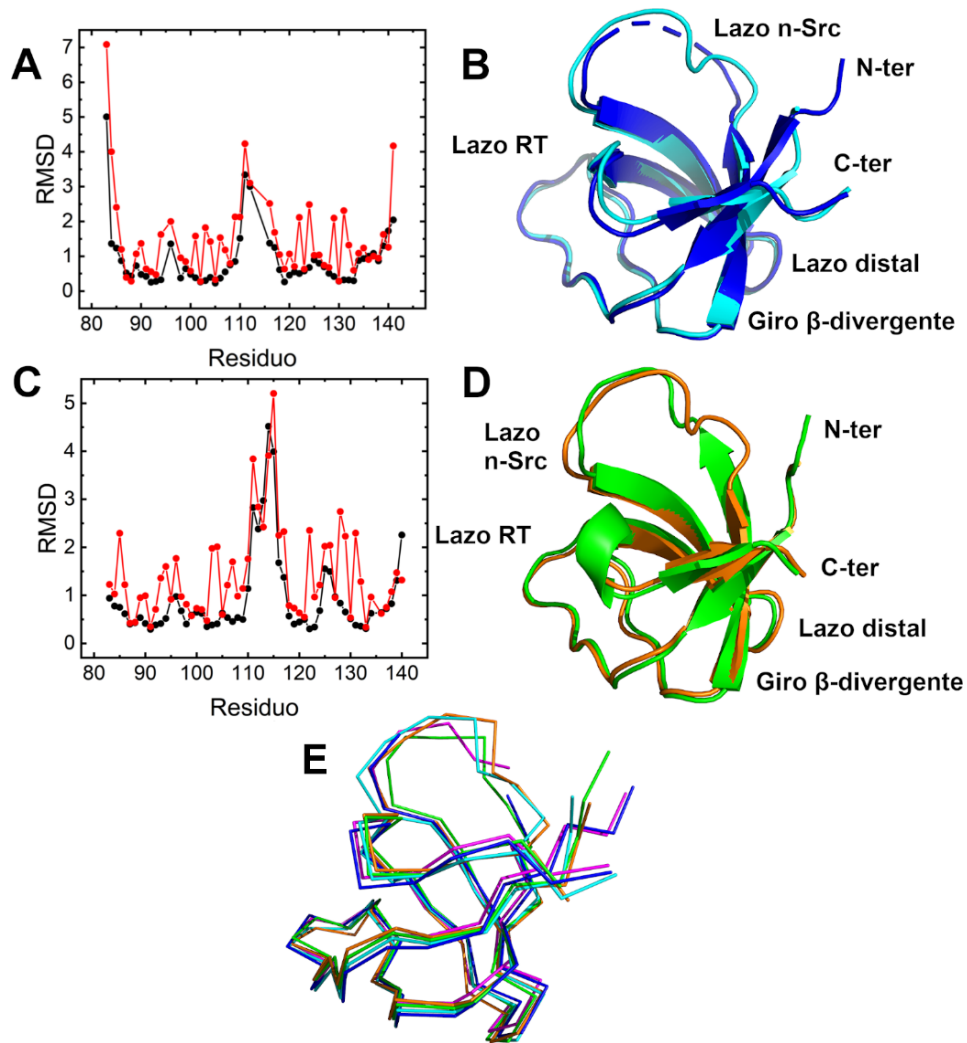 A
RMSD
7
6
5
4
3
2
1
0
80 90 100 110 120 130 140
Residuo
B
Lazo n-Src
N-ter
Lazo RT
C-ter
Lazo distal
Giro β-divergente
C
RMSD
5
4
3
2
1
0
80 90 100 110 120 130 140
Residuo
D
Lazo
n-Src
N-ter
Lazo RT
C-ter
Lazo distal
Giro β-divergente
E